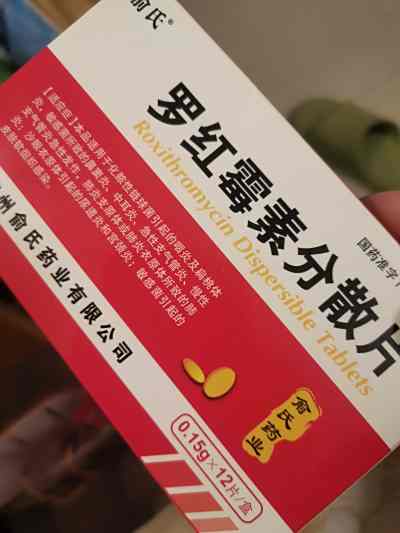 俞氏®
罗红霉素分散片
Roxithromycin Dispersible Tablets
国药准字
【适应症】本品适用于化脓性链球菌引起的咽炎及扁桃体
炎，敏感菌所致的鼻窦炎、中耳炎、急性支气管炎、慢性
支气管炎急性发作，肺炎支原体或肺炎衣原体所致的肺
炎；沙眼衣原体引起的尿道炎和宫颈炎；敏感菌引起的
皮肤软组织感染。
州俞氏药业有限公司
俞氏药业
0.15g×12片/盒